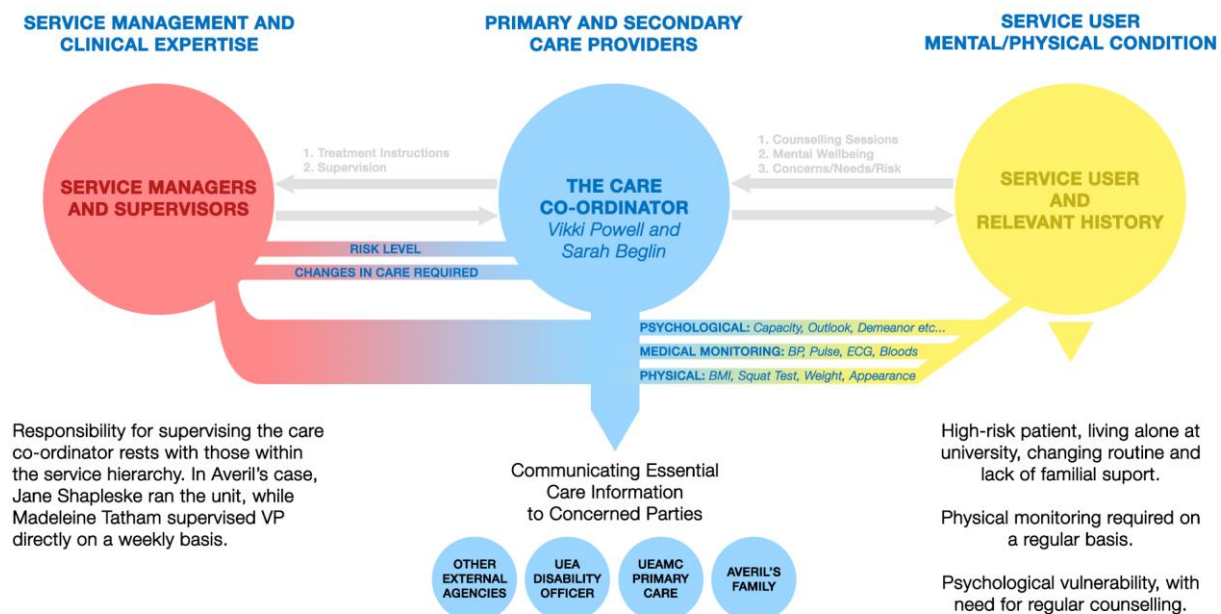 SERVICE MANAGEMENT AND
CLINICAL EXPERTISE
PRIMARY AND SECONDARY
CARE PROVIDERS
SERVICE USER
MENTAL/PHYSICAL CONDITION
SERVICE MANAGERS
AND SUPERVISORS
1. Treatment Instructions
2. Supervision
THE CARE
CO-ORDINATOR
Vikki Powell and
Sarah Beglin
1. Counselling Sessions
2. Mental Wellbeing
3. Concerns/Needs/Risk
SERVICE USER
AND
RELEVANT HISTORY
RISK LEVEL
CHANGES IN CARE REQUIRED
PSYCHOLOGICAL: Capacity, Outlook, Demeanor etc...
MEDICAL MONITORING: BP, Pulse, ECG, Bloods
PHYSICAL: BMI, Squat Test, Weight, Appearance
Responsibility for supervising the care
co-ordinator rests with those within
the service hierarchy. In Averil's case,
Jane Shapleske ran the unit, while
Madeleine Tatham supervised VP
directly on a weekly basis.
Communicating Essential
Care Information
to Concerned Parties
OTHER
EXTERNAL
AGENCIES
UEA
DISABILITY
OFFICER
UEAMC
PRIMARY
CARE
AVERIL'S
FAMILY
High-risk patient, living alone at
university, changing routine and
lack of familial suport.
Physical monitoring required on
a regular basis.
Psychological vulnerability, with
need for regular counselling.